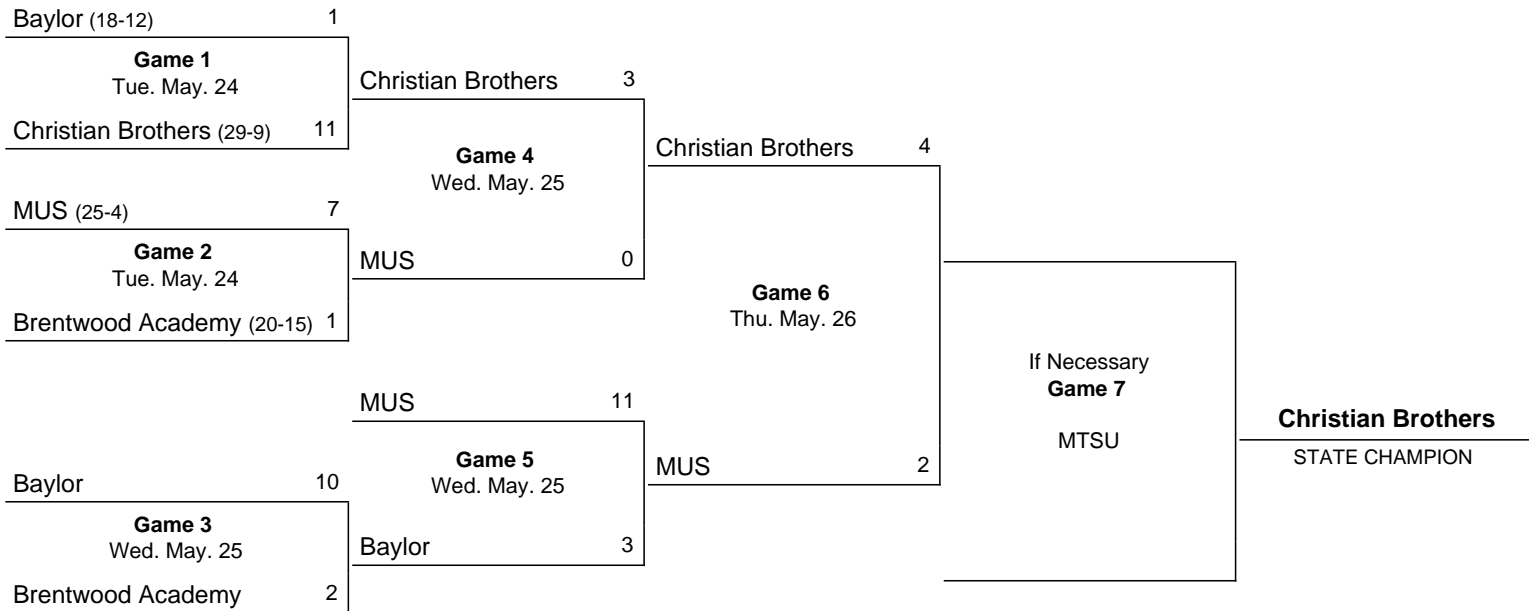 Baylor (18-12) 1
Game 1
Tue. May. 24
Christian Brothers (29-9) 11
MUS (25-4) 7
Game 2
Tue. May. 24
Brentwood Academy (20-15) 1
Baylor 10
Game 3
Wed. May. 25
Brentwood Academy 2
Christian Brothers 3
Game 4
Wed. May. 25
MUS 0
MUS 11
Game 5
Wed. May. 25
Baylor 3
Christian Brothers 4
Game 6
Thu. May. 26
MUS 2
If Necessary
Game 7
MTSU
Christian Brothers
STATE CHAMPION